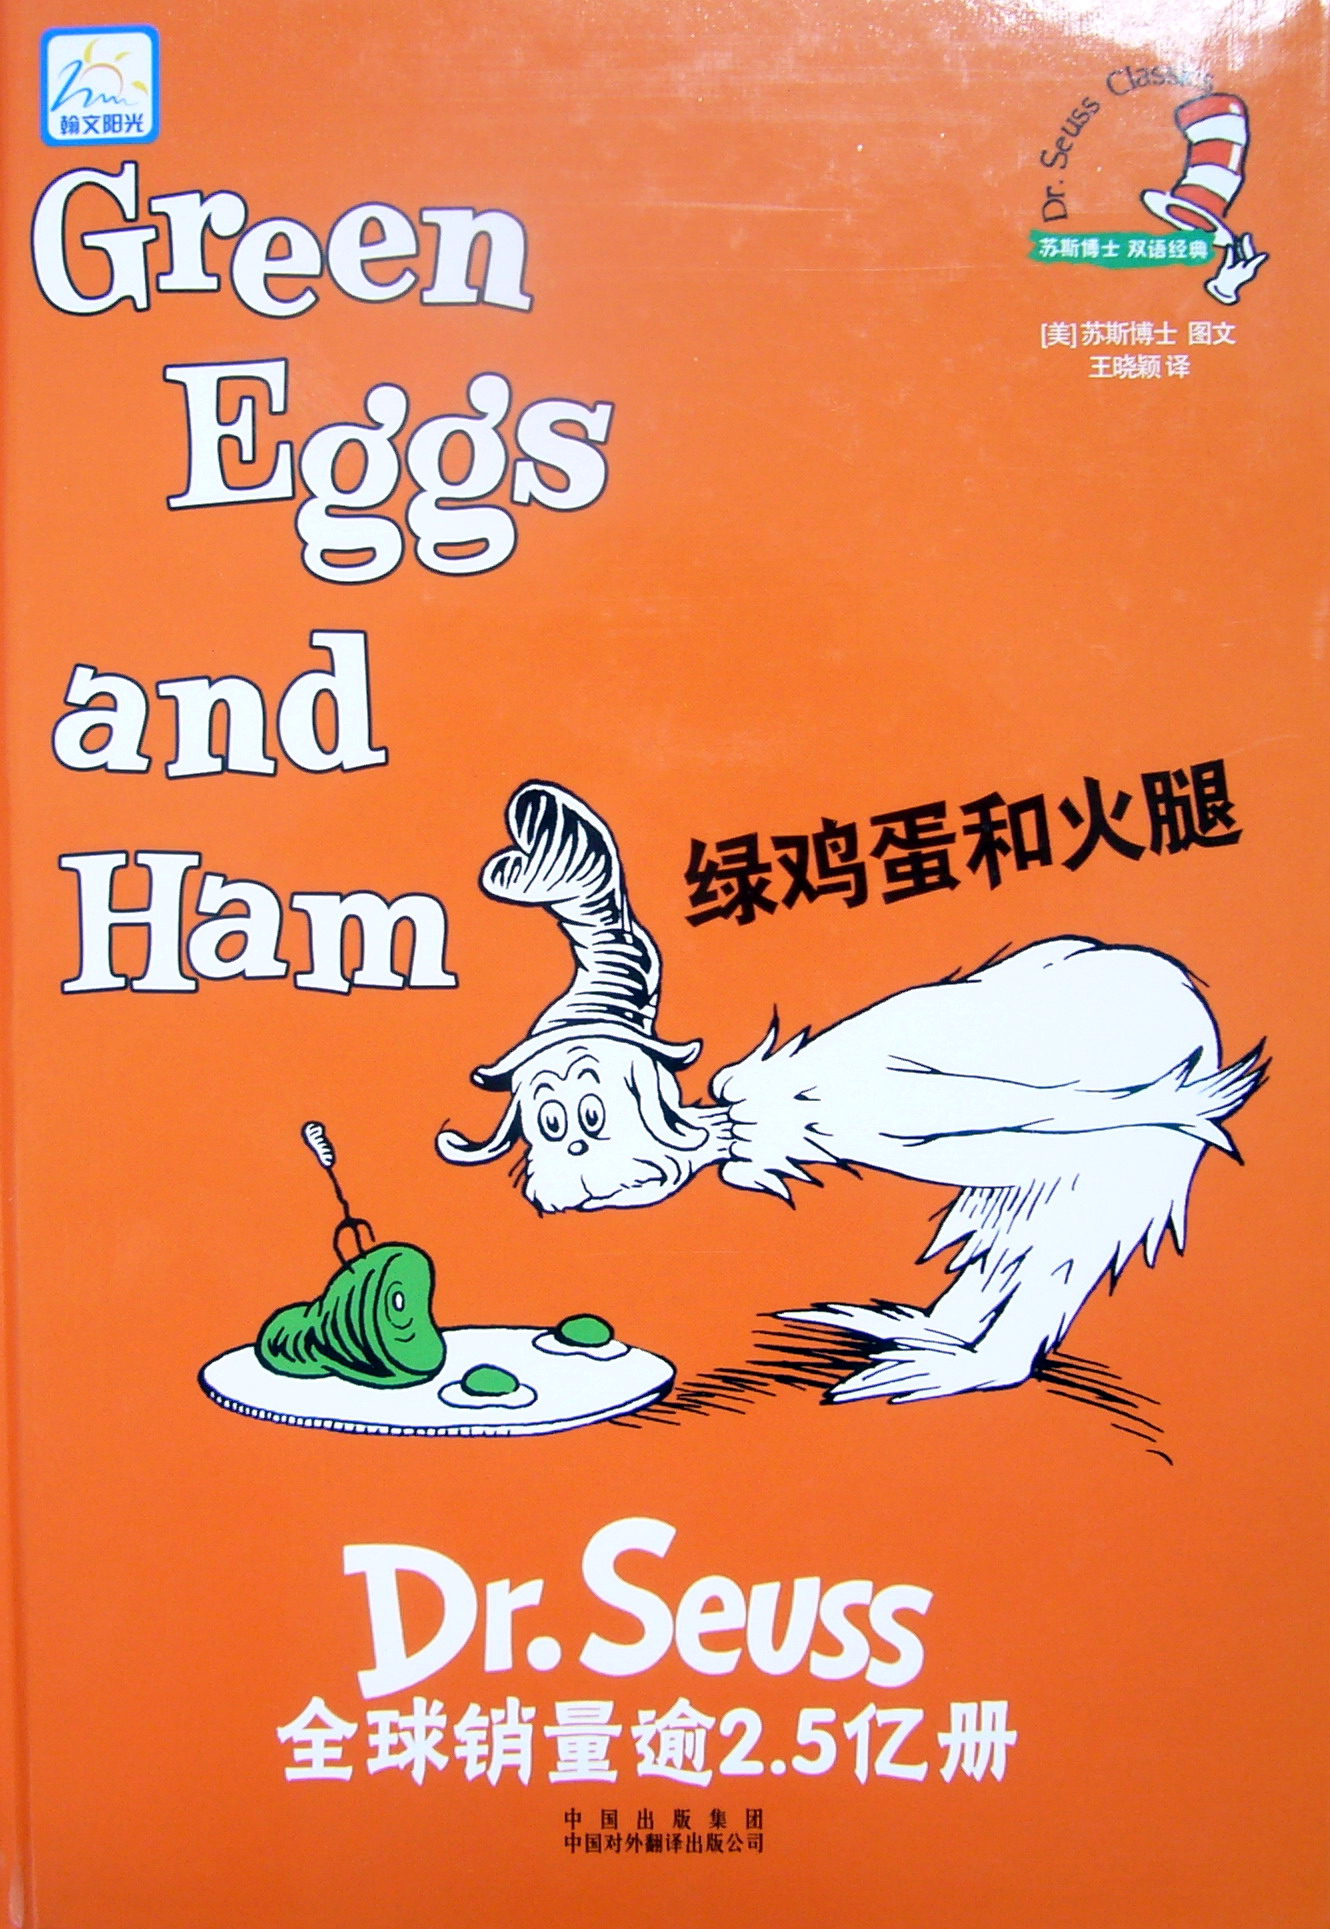 翰文阳光
Dr. Seuss Classics
苏斯博士 双语经典
[美] 苏斯博士 图文
王晓颖 译
Green
Eggs
and
Ham
绿鸡蛋和火腿
Dr. Seuss
全球销量逾2.5亿册
中国出版集团
中国对外翻译出版公司